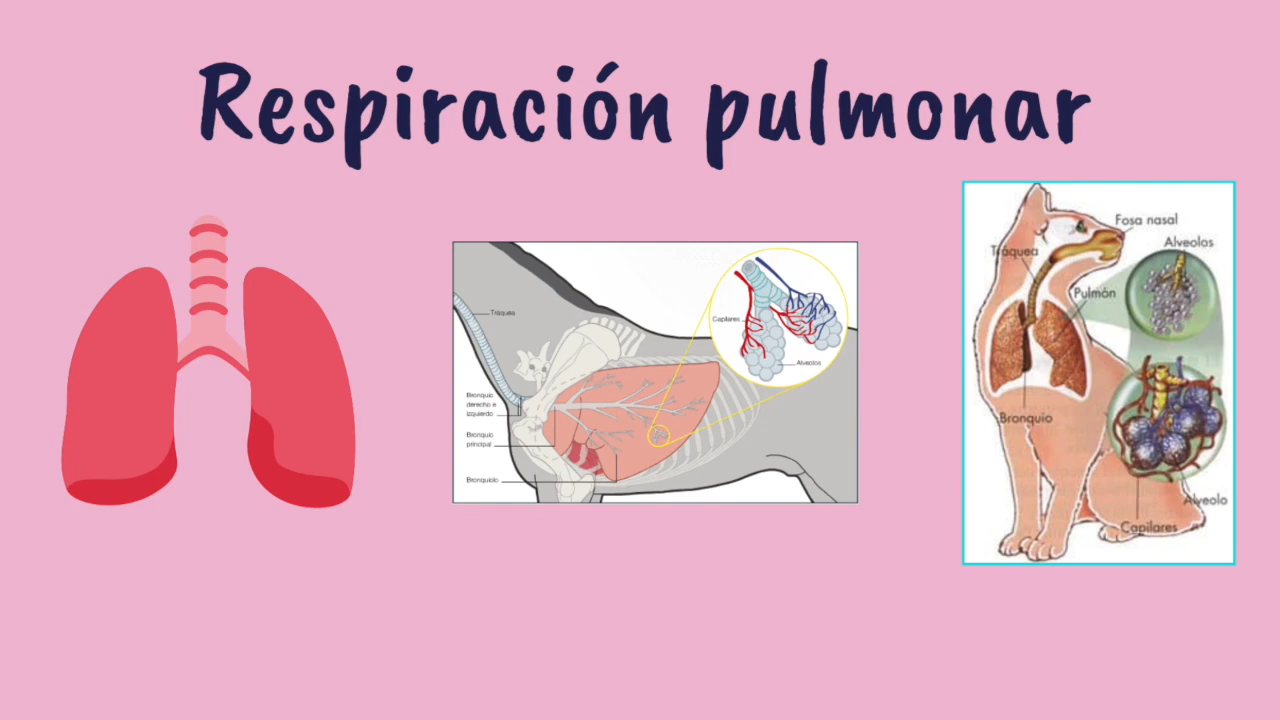 Respiración pulmonar
Tráquea
Capilares
Alveolos
Bronquio
derecho e
izquierdo
Bronquio
principal
Bronquiolo
Fosa nasal
Alveolos
Tráquea
Pulmón
Bronquio
Alveolo
Capilares